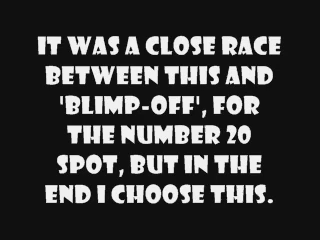 IT WAS A CLOSE RACE
BETWEEN THIS AND
'BLIMP-OFF', FOR
THE NUMBER 20
SPOT, BUT IN THE
END I CHOOSE THIS.